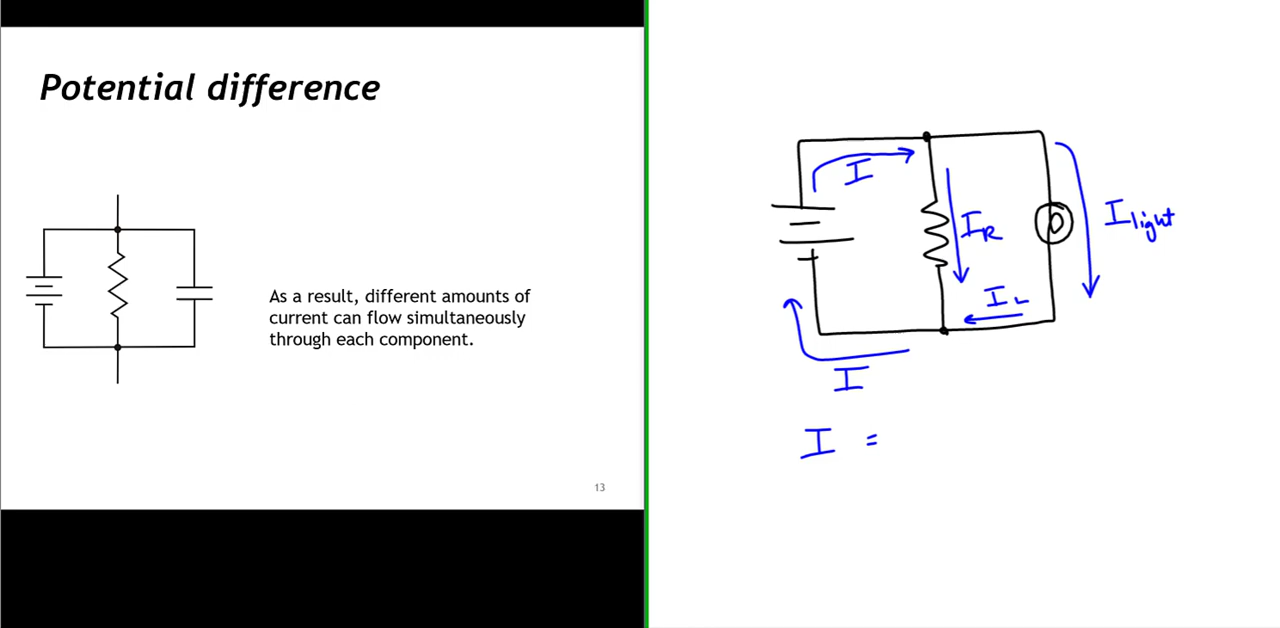 Potential difference
As a result, different amounts of
current can flow simultaneously
through each component.
13
I
I_R
I_light
I_L
I
I =